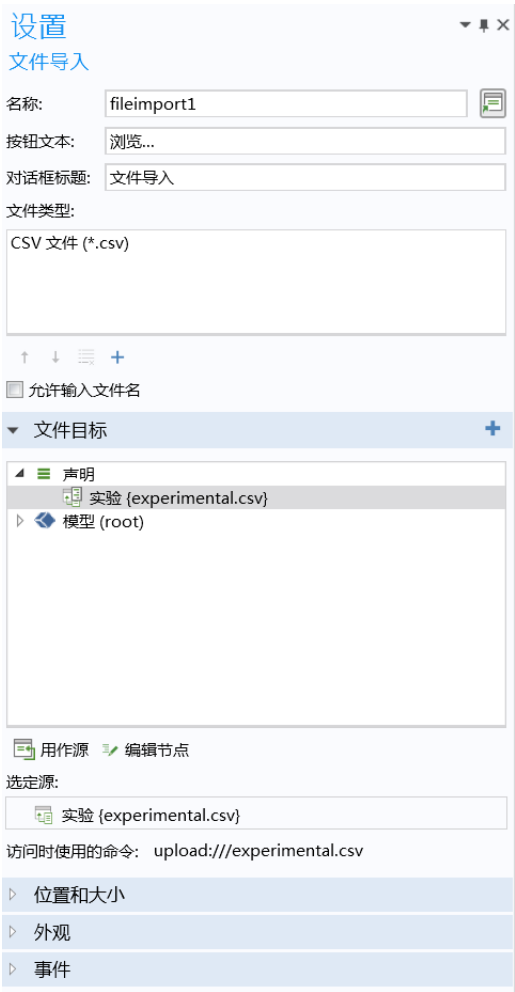 设置
文件导入
名称: fileimport1
按钮文本: 浏览...
对话框标题: 文件导入
文件类型:
CSV 文件 (*.csv)
允许输入文件名
文件目标
声明
实验 {experimental.csv}
模型 (root)
用作源 编辑节点
选定源:
实验 {experimental.csv}
访问时使用的命令: upload:///experimental.csv
位置和大小
外观
事件